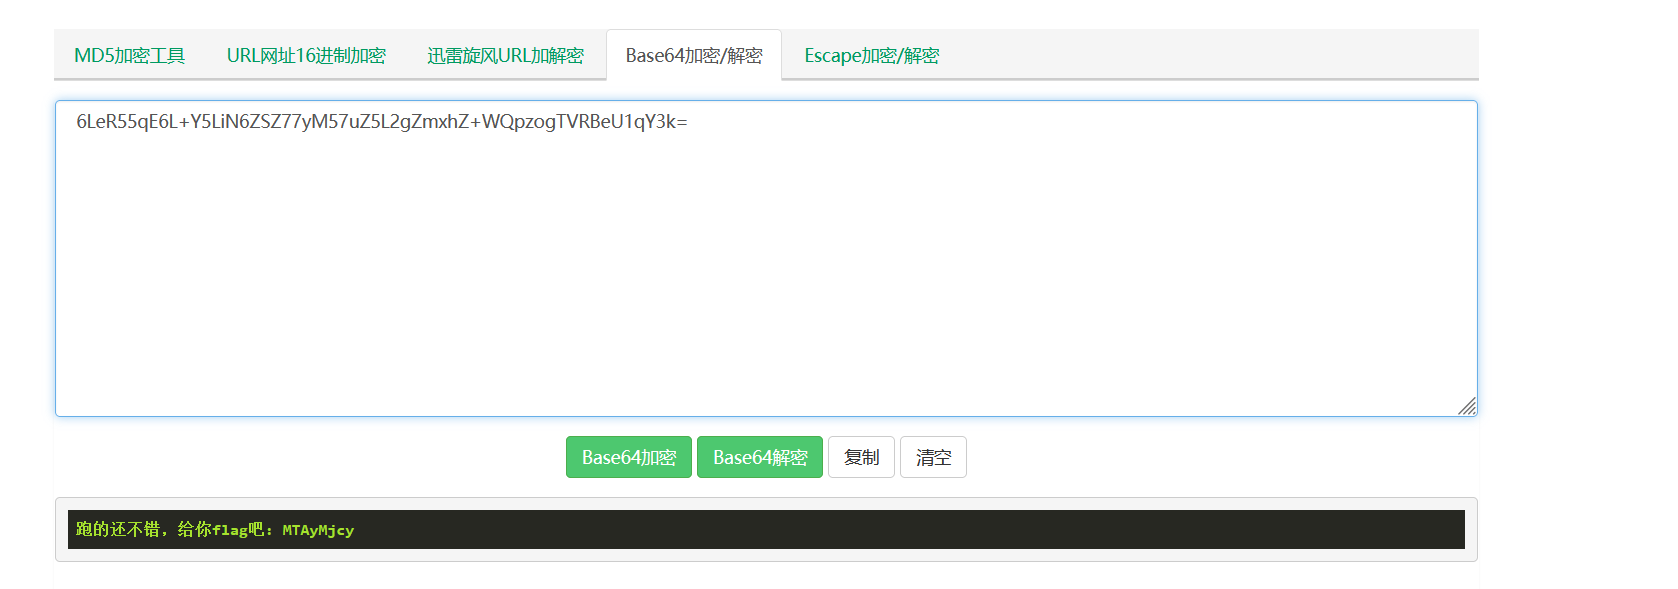 MD5加密工具 URL网址16进制加密 迅雷旋风URL加解密 Base64加密/解密 Escape加密/解密
6LeR55qE6L+Y5LiN6ZSZ77yM57uZ5L2gZmxhZ+WQpzogTVRBeU1qY3k=
Base64加密 Base64解密 复制 清空
跑的还不错，给你flag吧: MTAyMjcy